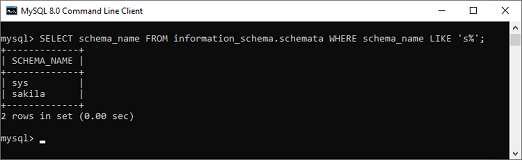 MySQL 8.0 Command Line Client
mysql> SELECT schema_name FROM information_schema.schemata WHERE schema_name LIKE 's%';
+-------------+
| SCHEMA_NAME |
+-------------+
| sys         |
| sakila      |
+-------------+
2 rows in set (0.00 sec)
mysql>